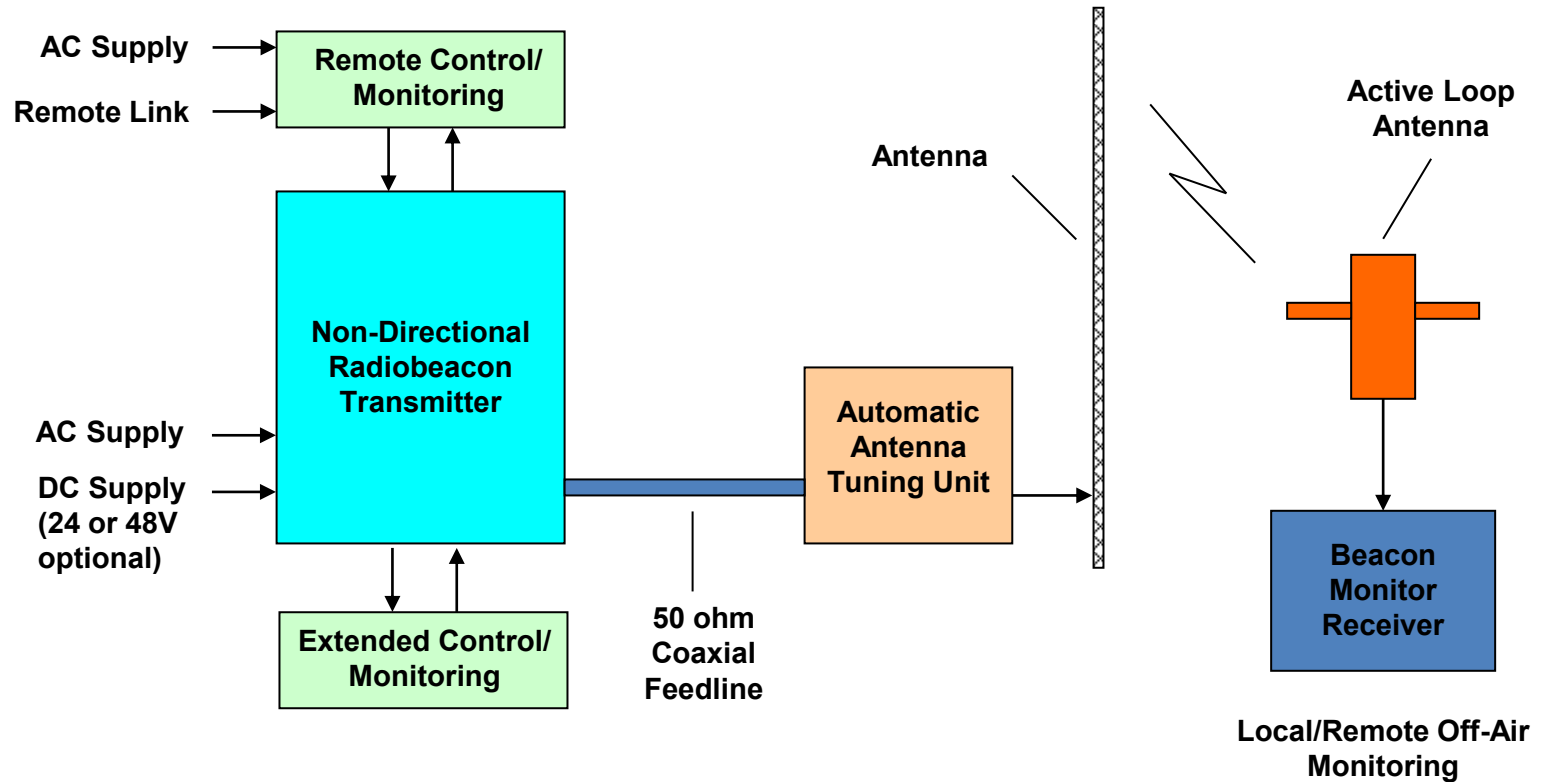 AC Supply
Remote Link
Remote Control/
Monitoring
Non-Directional
Radiobeacon
Transmitter
AC Supply
DC Supply
(24 or 48V
optional)
Extended Control/
Monitoring
50 ohm
Coaxial
Feedline
Automatic
Antenna
Tuning Unit
Antenna
Active Loop
Antenna
Beacon
Monitor
Receiver
Local/Remote Off-Air
Monitoring